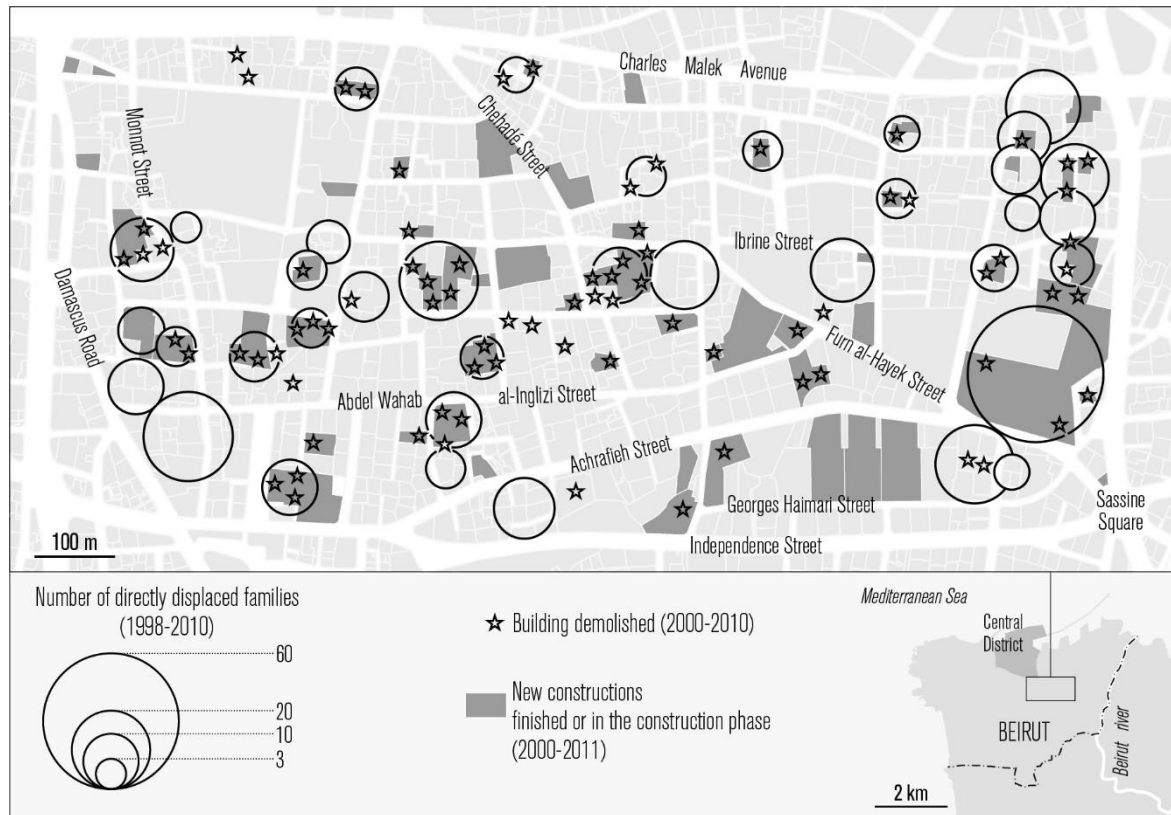 Charles Malek Avenue
Chehadé Street
Monnot Street
Ibrine Street
Damascus Road
Furn al-Hayek Street
Abdel Wahab al-Inglizi Street
Achrafieh Street
Georges Haimari Street
Sassine
Square
Independence Street
100 m
Number of directly displaced families
(1998-2010)
60
20
10
3
Building demolished (2000-2010)
New constructions
finished or in the construction phase
(2000-2011)
Mediterranean Sea
Central
District
BEIRUT
Beirut river
2 km